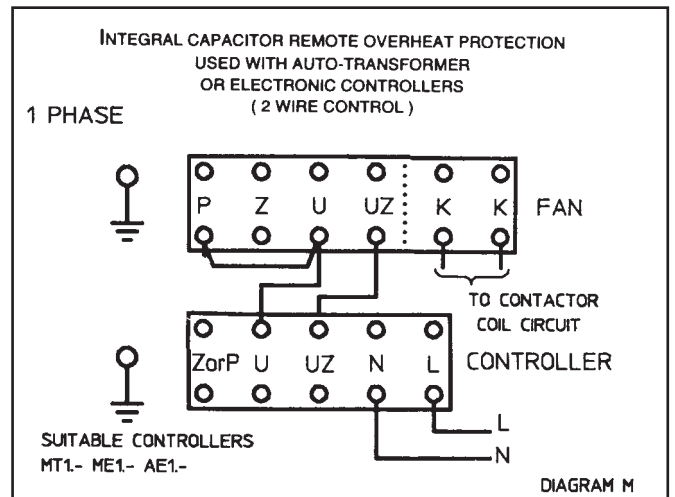 INTEGRAL CAPACITOR REMOTE OVERHEAT PROTECTION
USED WITH AUTO-TRANSFORMER
OR ELECTRONIC CONTROLLERS
( 2 WIRE CONTROL )
1 PHASE
P Z U UZ K K FAN
TO CONTACTOR
COIL CIRCUIT
ZorP U UZ N L CONTROLLER
L
N
SUITABLE CONTROLLERS
MT1.- ME1.- AE1.-
DIAGRAM M